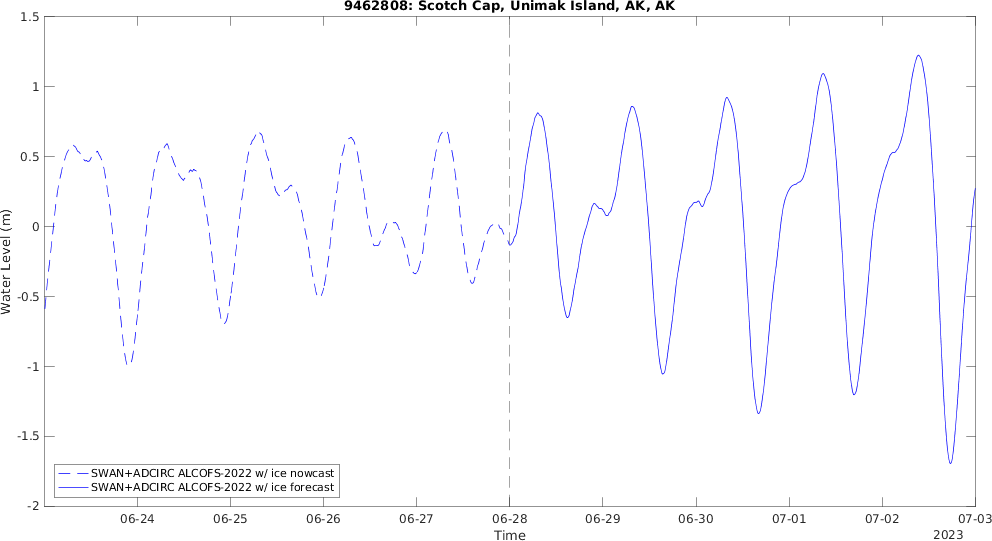 9462808: Scotch Cap, Unimak Island, AK, AK
1.5
1
0.5
0
-0.5
-1
-1.5
-2
Water Level (m)
SWAN+ADCIRC ALCOFS-2022 w/ ice nowcast
SWAN+ADCIRC ALCOFS-2022 w/ ice forecast
06-24 06-25 06-26 06-27 06-28 06-29 06-30 07-01 07-02 07-03
Time
2023